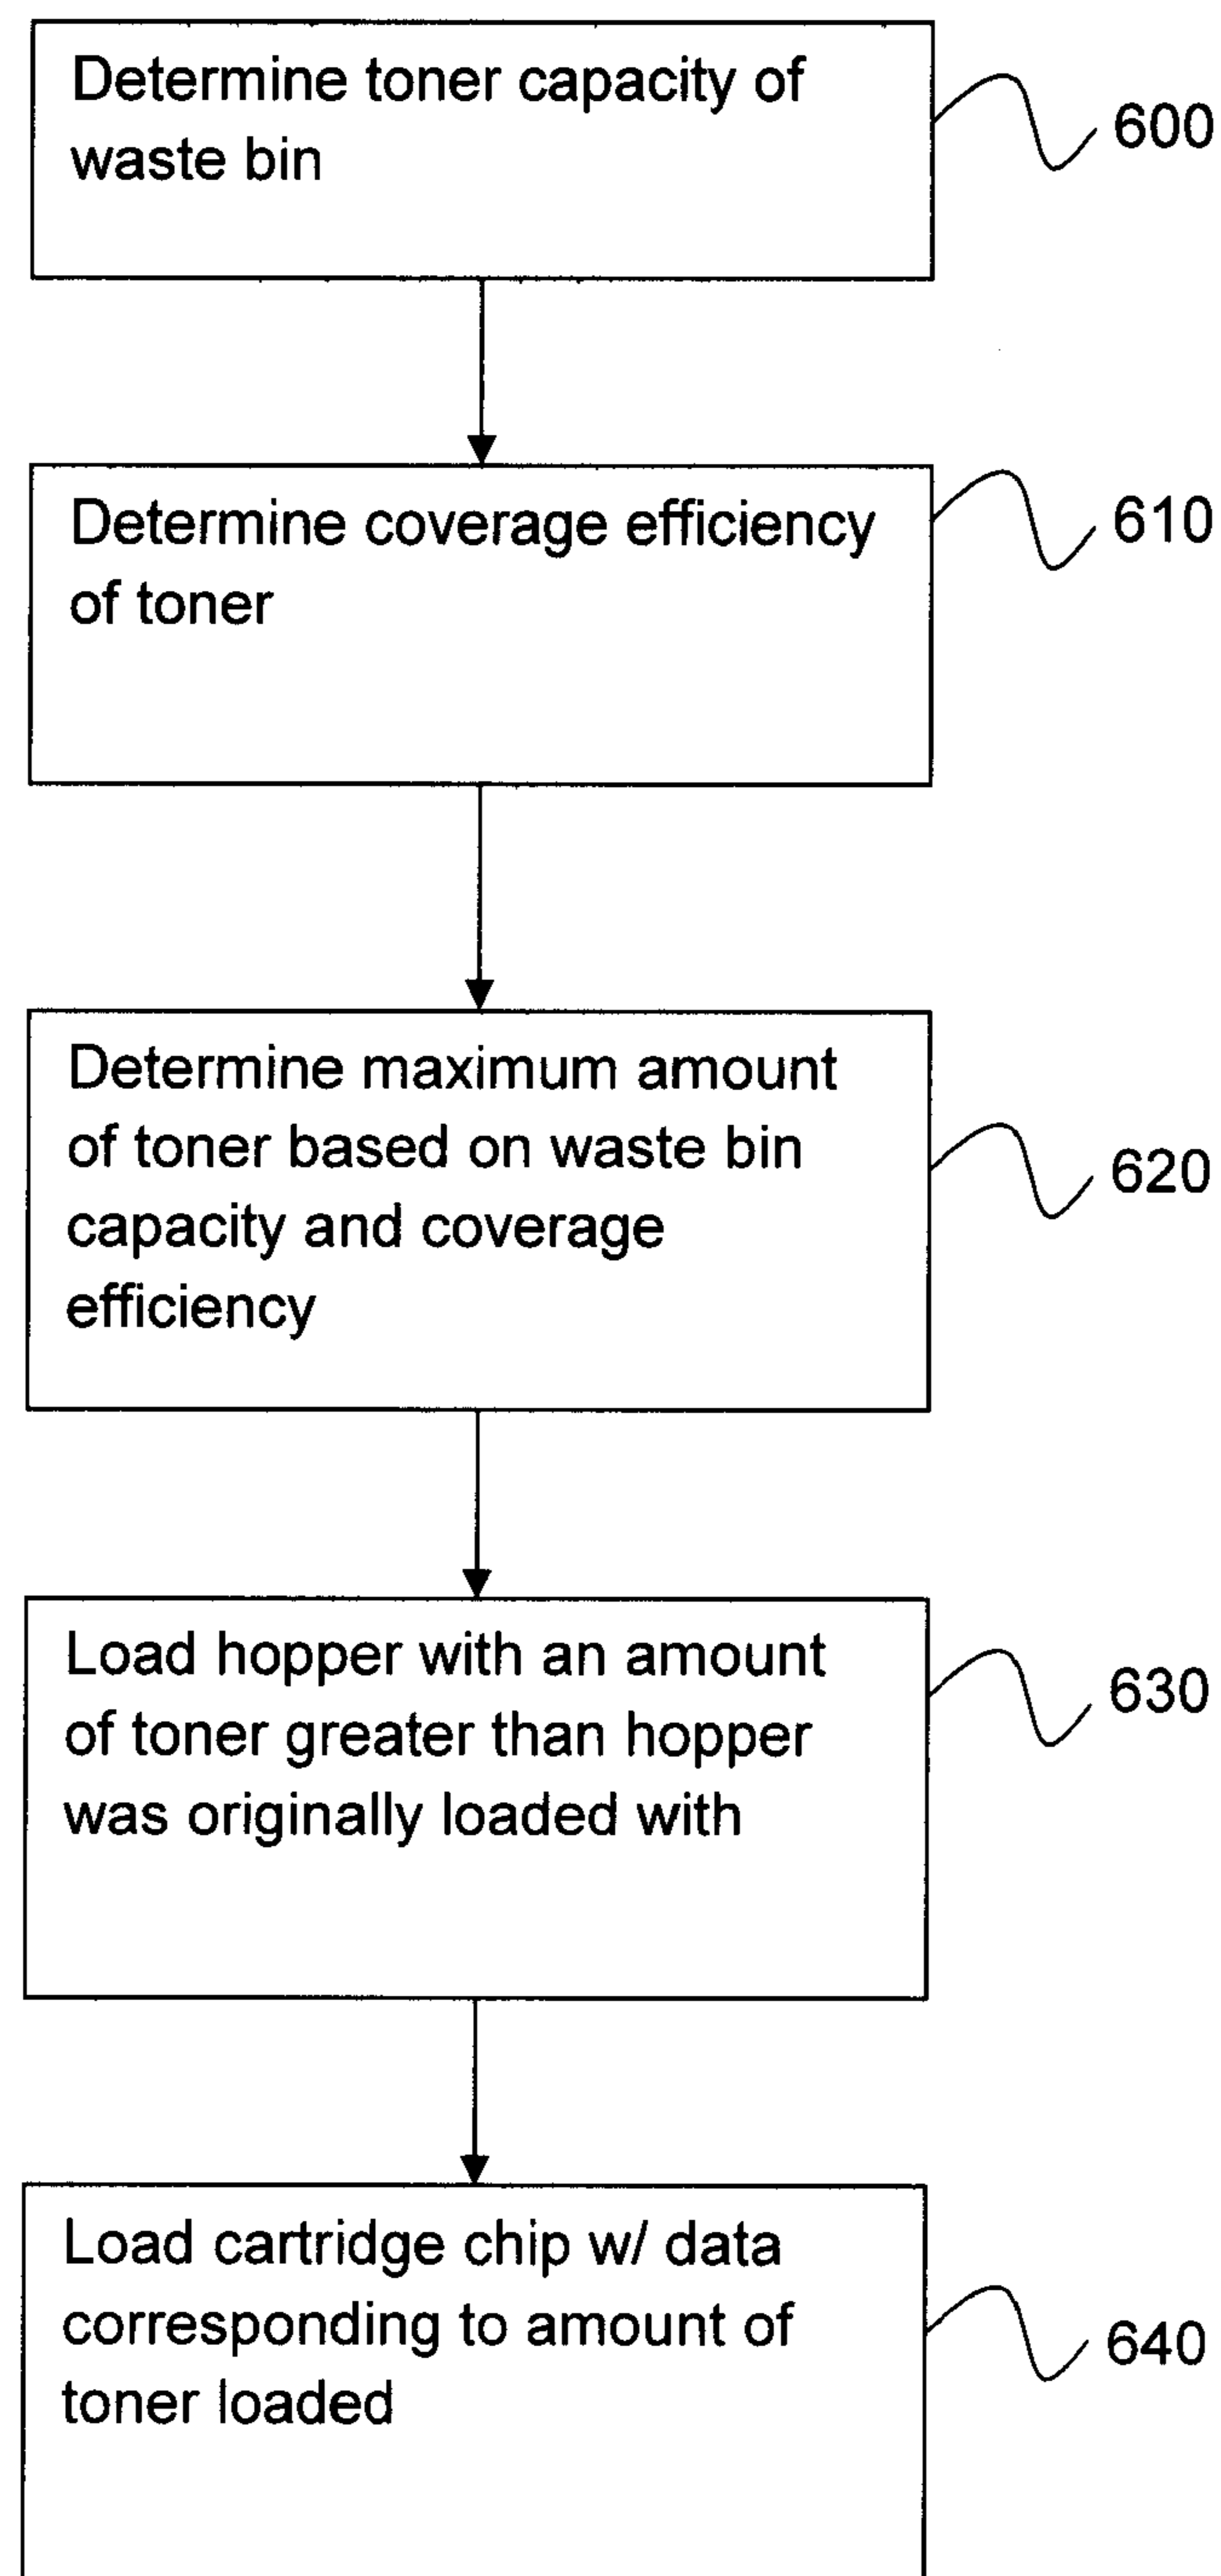 Determine toner capacity of
waste bin
600
Determine coverage efficiency
of toner
610
Determine maximum amount
of toner based on waste bin
capacity and coverage
efficiency
620
Load hopper with an amount
of toner greater than hopper
was originally loaded with
630
Load cartridge chip w/ data
corresponding to amount of
toner loaded
640